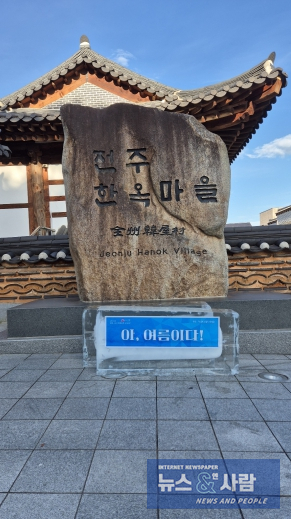 전주
한옥마을
全州韓屋村
Jeonju Hanok Village
아, 여름이다!
INTERNET NEWSPAPER
뉴스&앤사람
NEWS AND PEOPLE